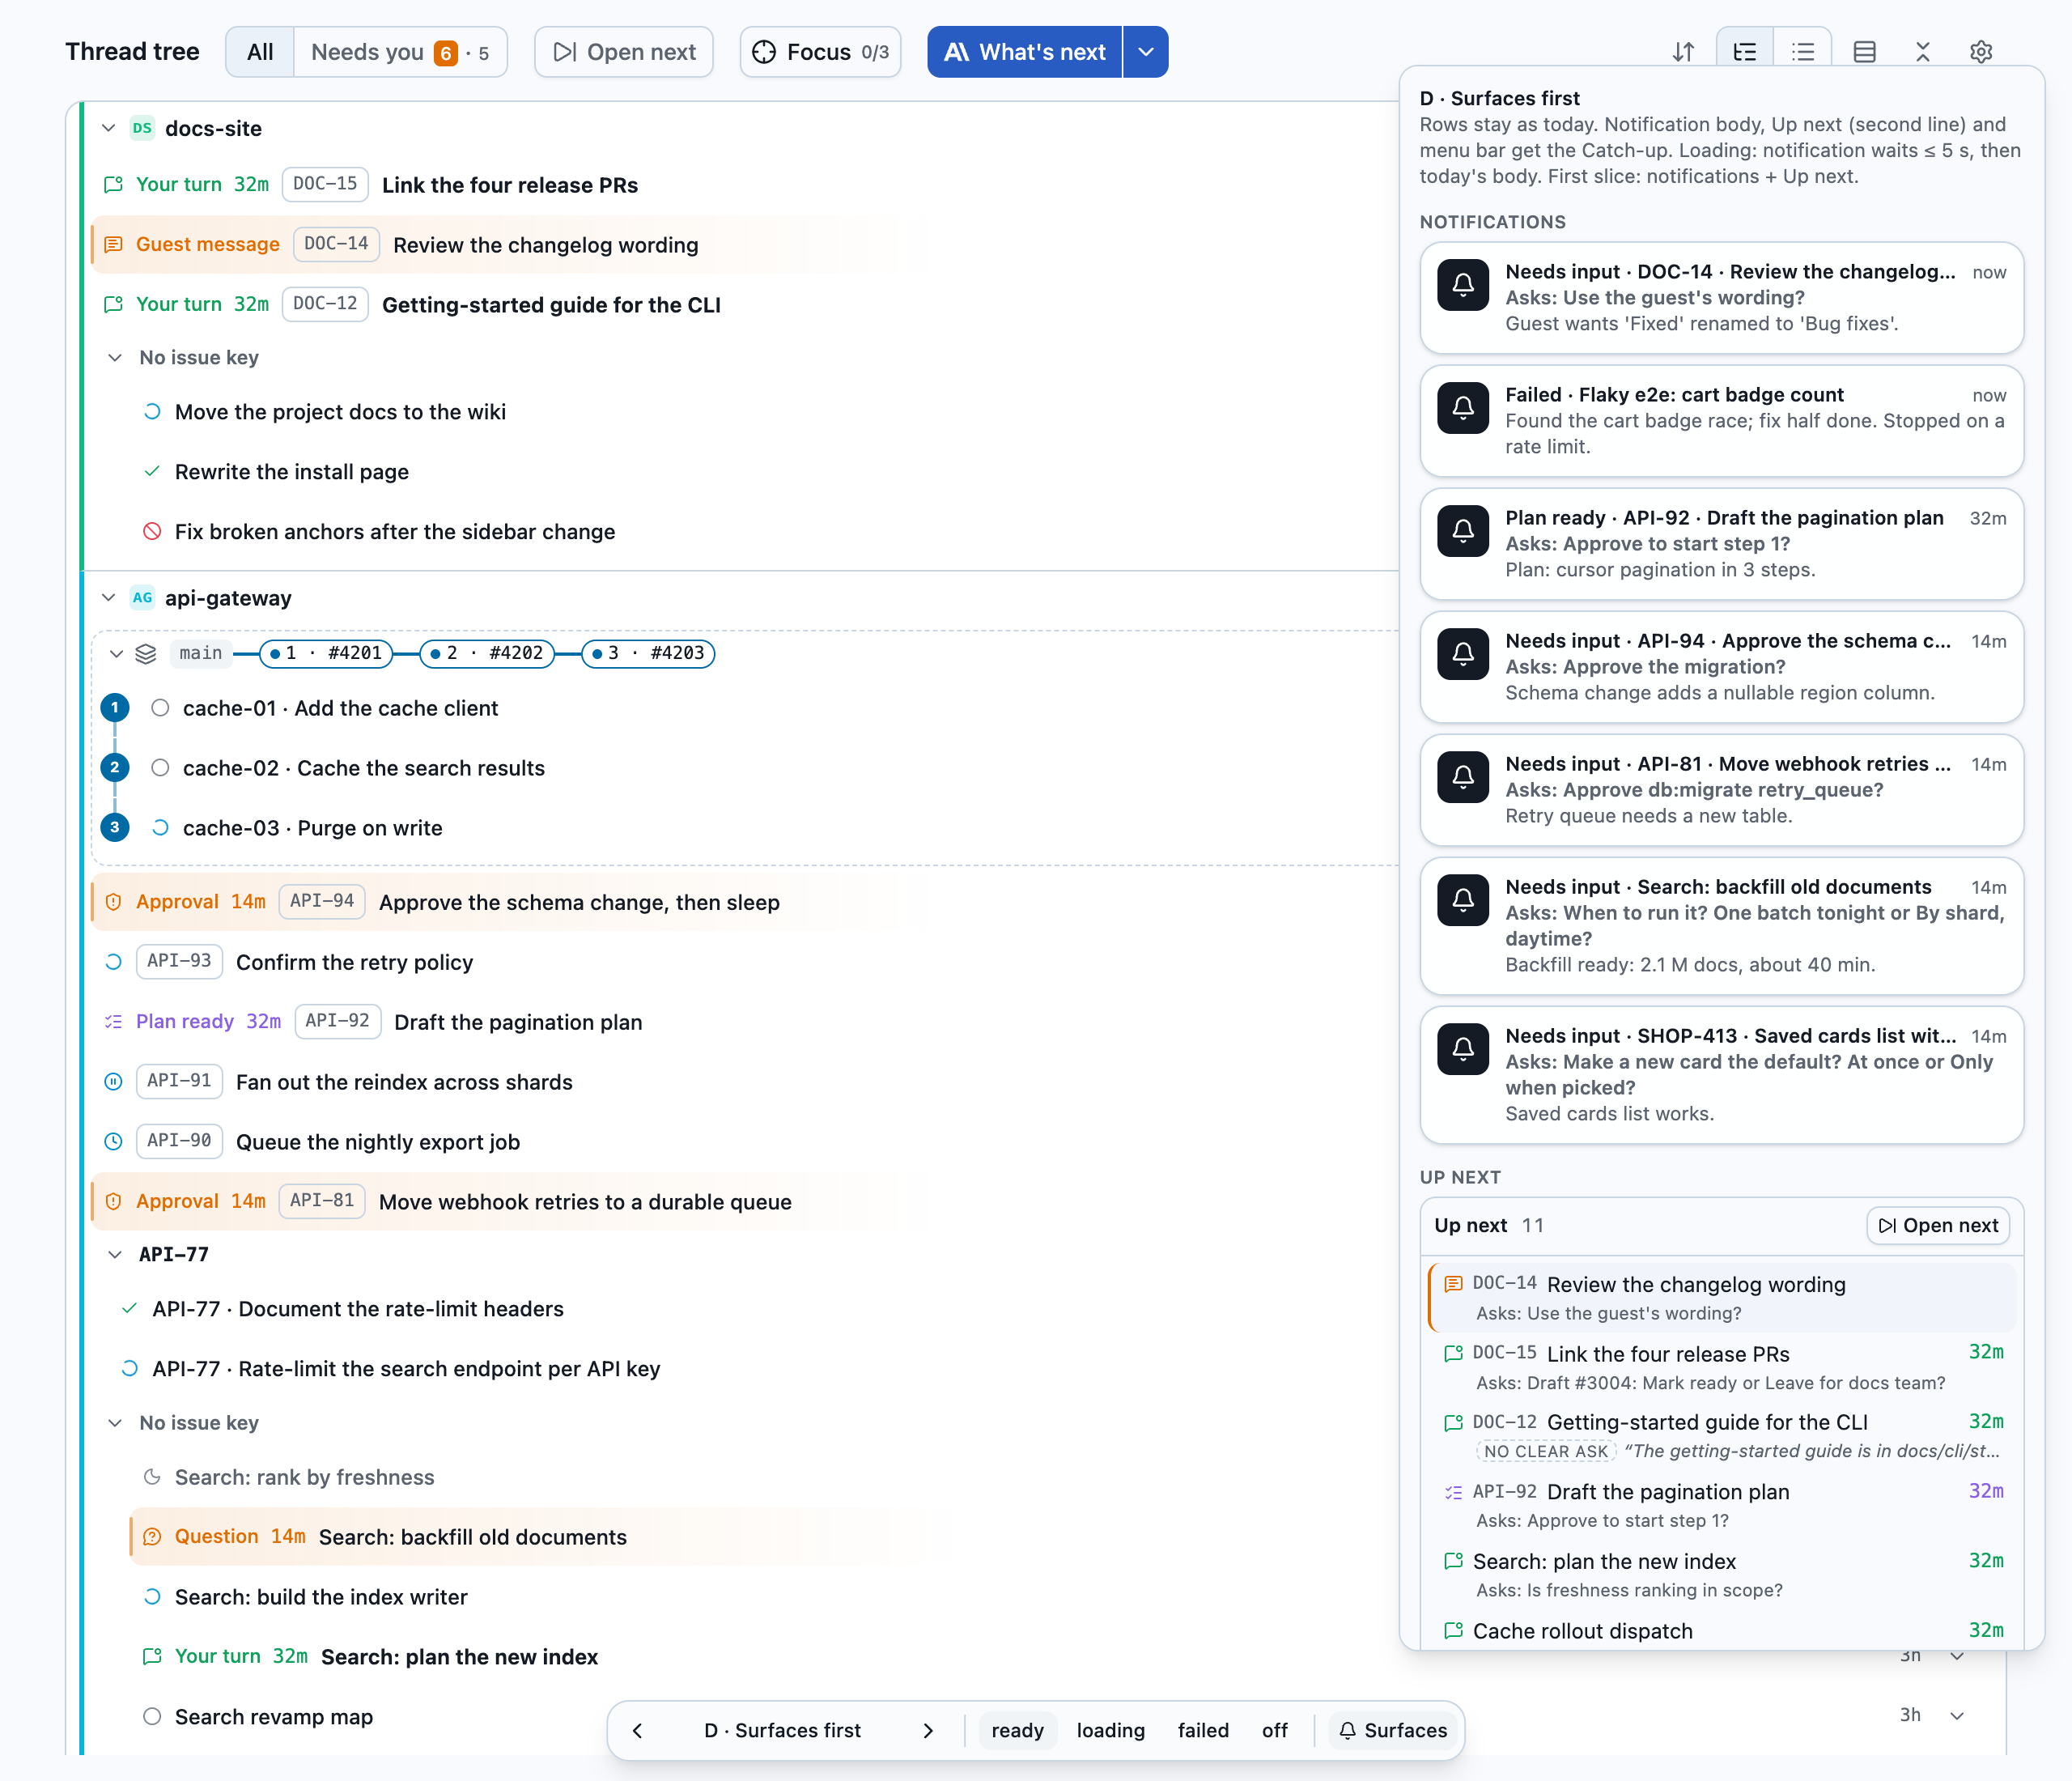 Thread tree
All
Needs you 6 · 5
Open next
Focus 0/3
What's next
DS docs-site
Your turn 32m DOC-15 Link the four release PRs
Guest message DOC-14 Review the changelog wording
Your turn 32m DOC-12 Getting-started guide for the CLI
No issue key
Move the project docs to the wiki
Rewrite the install page
Fix broken anchors after the sidebar change
AG api-gateway
main 1 · #4201 2 · #4202 3 · #4203
1 cache-01 · Add the cache client
2 cache-02 · Cache the search results
3 cache-03 · Purge on write
Approval 14m API-94 Approve the schema change, then sleep
API-93 Confirm the retry policy
Plan ready 32m API-92 Draft the pagination plan
API-91 Fan out the reindex across shards
API-90 Queue the nightly export job
Approval 14m API-81 Move webhook retries to a durable queue
API-77
API-77 · Document the rate-limit headers
API-77 · Rate-limit the search endpoint per API key
No issue key
Search: rank by freshness
Question 14m Search: backfill old documents
Search: build the index writer
Your turn 32m Search: plan the new index
3h
Search revamp map
3h
D · Surfaces first
Rows stay as today. Notification body, Up next (second line) and
menu bar get the Catch-up. Loading: notification waits ≤ 5 s, then
today's body. First slice: notifications + Up next.
NOTIFICATIONS
Needs input · DOC-14 · Review the changelog... now
Asks: Use the guest's wording?
Guest wants 'Fixed' renamed to 'Bug fixes'.
Failed · Flaky e2e: cart badge count now
Found the cart badge race; fix half done. Stopped on a
rate limit.
Plan ready · API-92 · Draft the pagination plan 32m
Asks: Approve to start step 1?
Plan: cursor pagination in 3 steps.
Needs input · API-94 · Approve the schema c... 14m
Asks: Approve the migration?
Schema change adds a nullable region column.
Needs input · API-81 · Move webhook retries ... 14m
Asks: Approve db:migrate retry_queue?
Retry queue needs a new table.
Needs input · Search: backfill old documents 14m
Asks: When to run it? One batch tonight or By shard,
daytime?
Backfill ready: 2.1 M docs, about 40 min.
Needs input · SHOP-413 · Saved cards list wit... 14m
Asks: Make a new card the default? At once or Only
when picked?
Saved cards list works.
UP NEXT
Up next 11
Open next
DOC-14 Review the changelog wording
Asks: Use the guest's wording?
DOC-15 Link the four release PRs 32m
Asks: Draft #3004: Mark ready or Leave for docs team?
DOC-12 Getting-started guide for the CLI 32m
NO CLEAR ASK “The getting-started guide is in docs/cli/st...
API-92 Draft the pagination plan 32m
Asks: Approve to start step 1?
Search: plan the new index 32m
Asks: Is freshness ranking in scope?
Cache rollout dispatch 32m
D · Surfaces first
ready
loading
failed
off
Surfaces